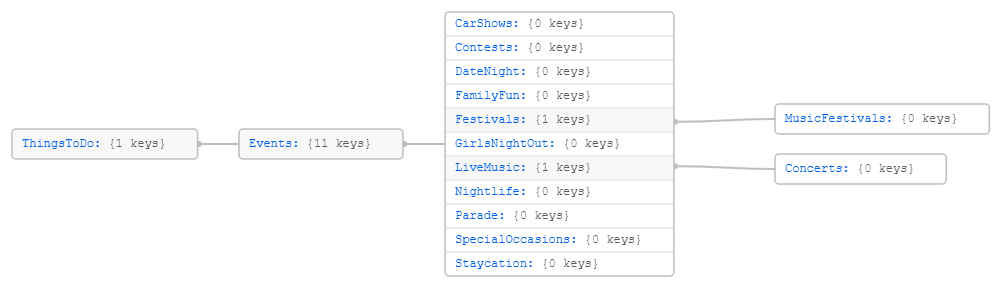 ThingsToDo: {1 keys}
Events: {11 keys}
CarShows: {0 keys}
Contests: {0 keys}
DateNight: {0 keys}
FamilyFun: {0 keys}
Festivals: {1 keys}
GirlsNightOut: {0 keys}
LiveMusic: {1 keys}
Nightlife: {0 keys}
Parade: {0 keys}
SpecialOccasions: {0 keys}
Staycation: {0 keys}
MusicFestivals: {0 keys}
Concerts: {0 keys}